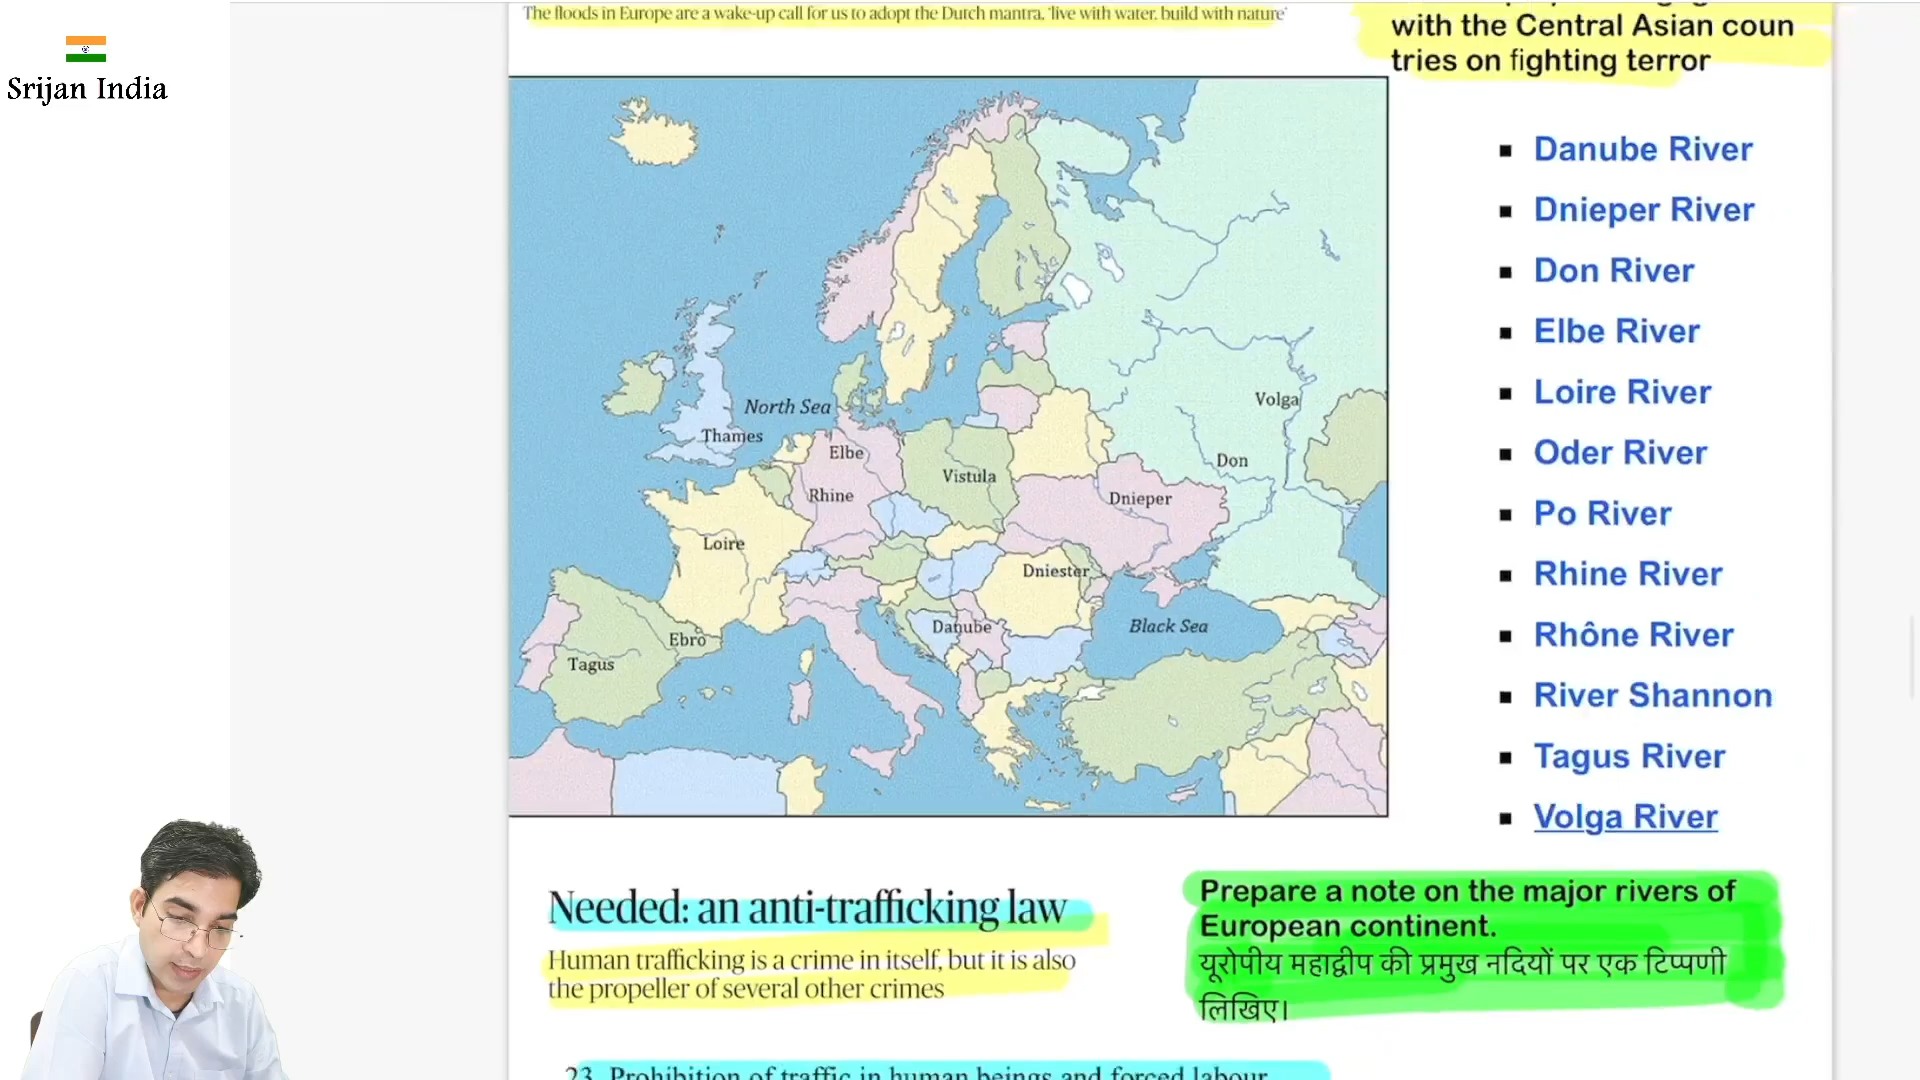 The floods in Europe are a wake-up call for us to adopt the Dutch mantra, 'live with water, build with nature'
with the Central Asian coun
tries on fighting terror
Srijan India
Danube River
Dnieper River
Don River
Elbe River
Loire River
Oder River
Po River
Rhine River
Rhône River
River Shannon
Tagus River
Volga River
North Sea
Thames
Elbe
Rhine
Vistula
Volga
Don
Dnieper
Loire
Dniester
Danube
Black Sea
Ebro
Tagus
Needed: an anti-trafficking law
Human trafficking is a crime in itself, but it is also
the propeller of several other crimes
Prepare a note on the major rivers of
European continent.
यूरोपीय महाद्वीप की प्रमुख नदियों पर एक टिप्पणी
लिखिए।
23. Prohibition of traffic in human beings and forced labour